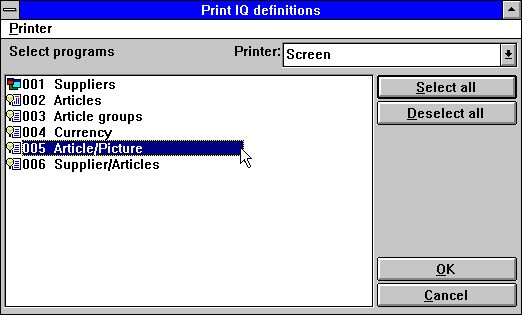 Print IQ definitions
Printer
Select programs
Printer: Screen
001 Suppliers
002 Articles
003 Article groups
004 Currency
005 Article/Picture
006 Supplier/Articles
Select all
Deselect all
OK
Cancel